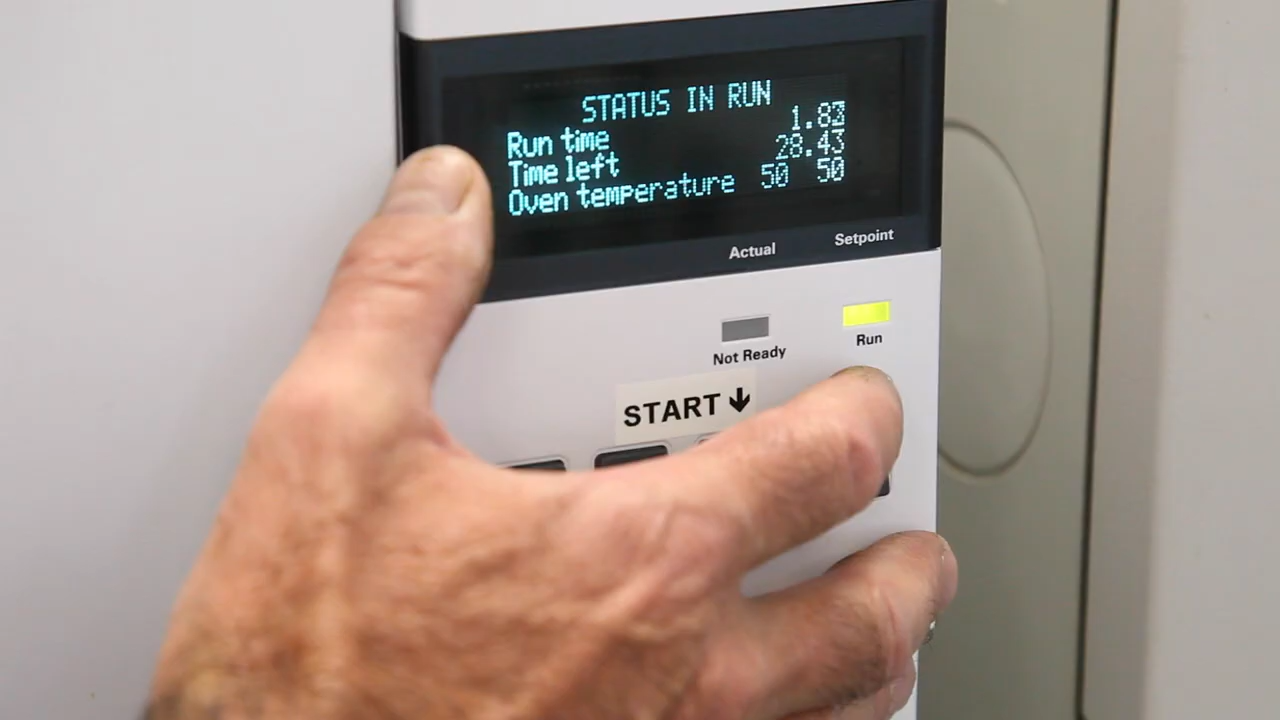 STATUS IN RUN
Run time 1.83
Time left 28.43
Oven temperature 50 50
Actual Setpoint
Not Ready Run
START ↓